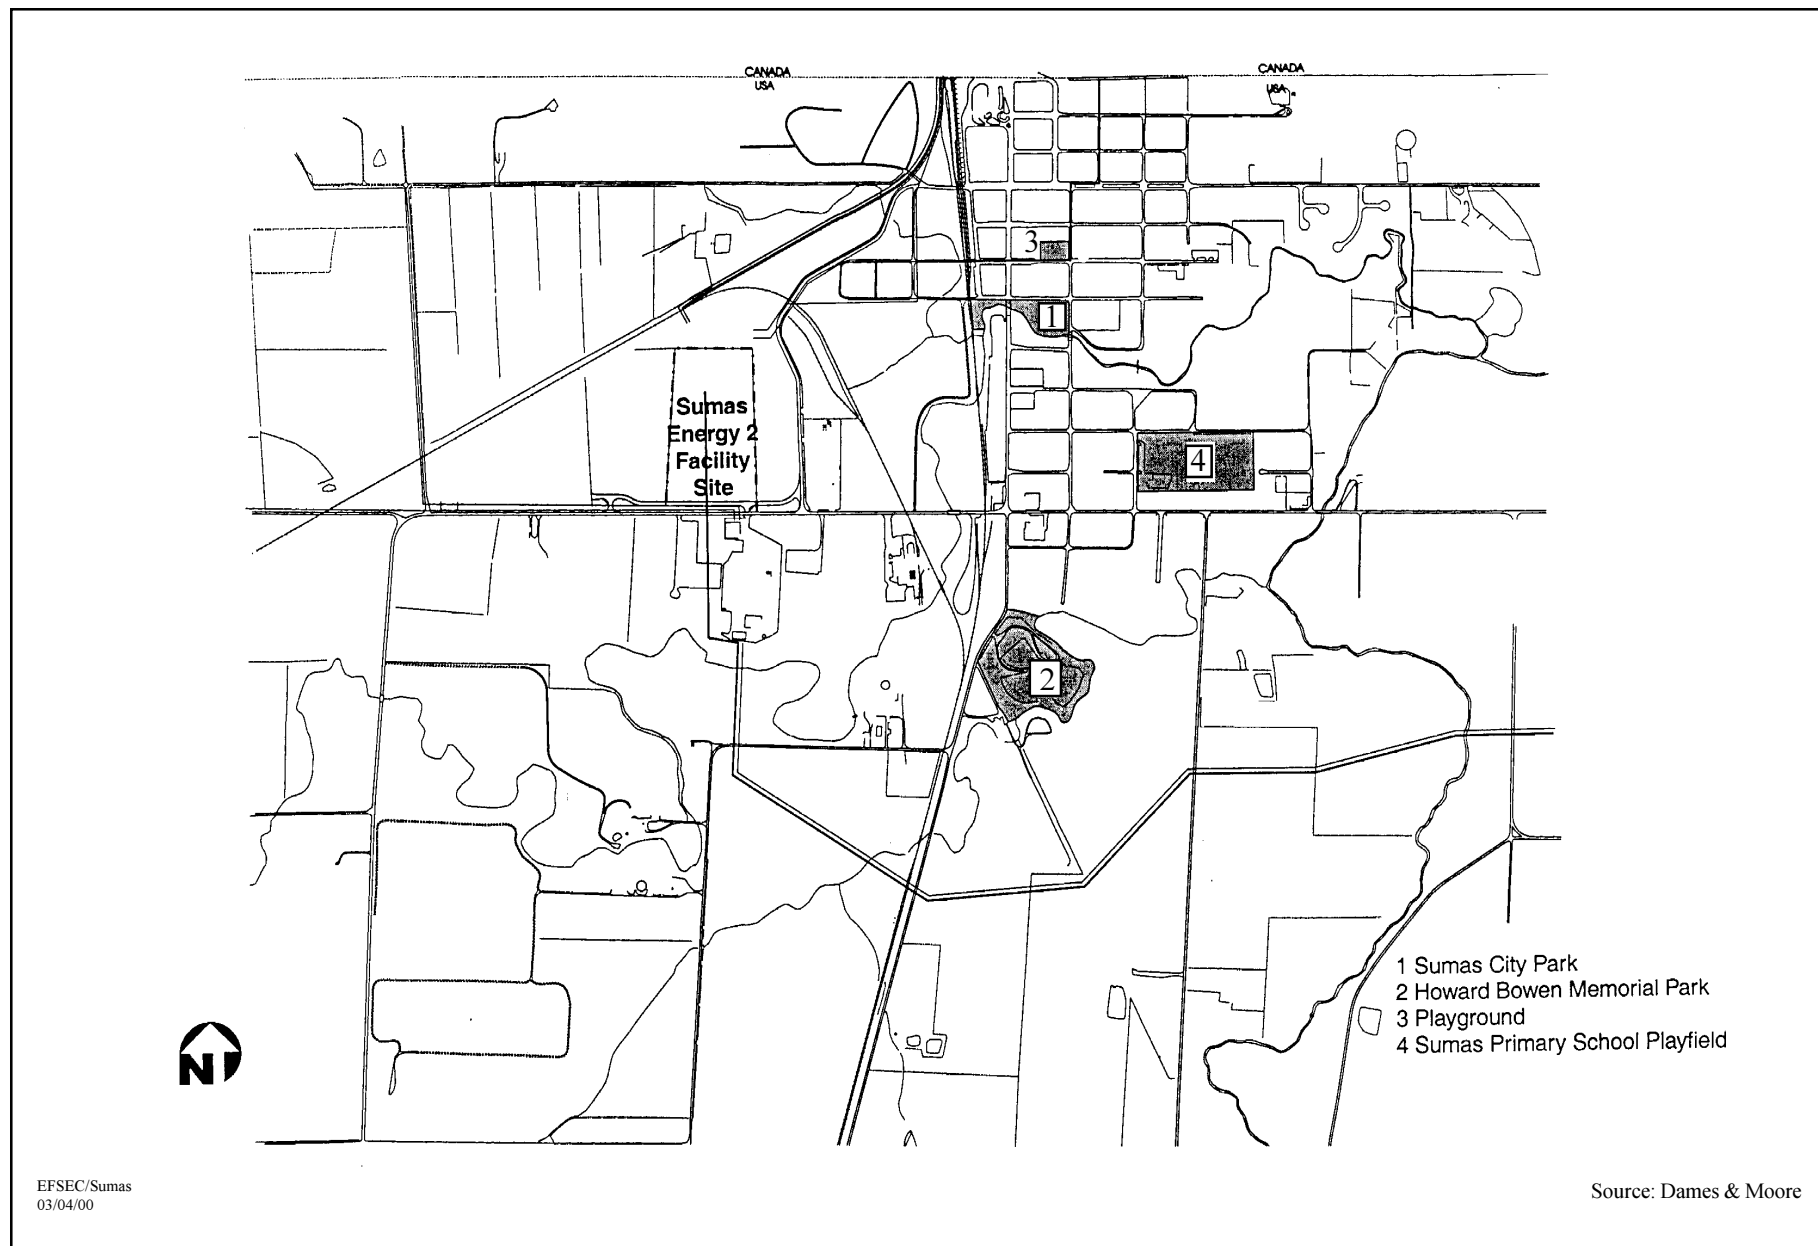 CANADA
USA
CANADA
USA
3
1
Sumas
Energy 2
Facility
Site
4
2
1 Sumas City Park
2 Howard Bowen Memorial Park
3 Playground
4 Sumas Primary School Playfield
N
EFSEC/Sumas
03/04/00
Source: Dames & Moore